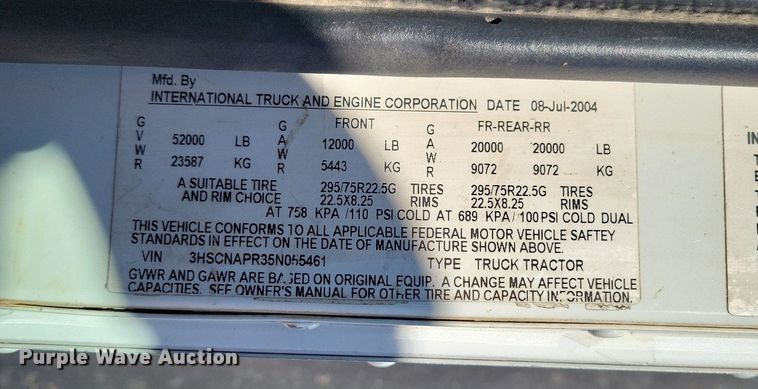 Mfd. By
INTERNATIONAL TRUCK AND ENGINE CORPORATION DATE 08-Jul-2004
GVWR 52000 LB GAWR FRONT 12000 LB GAWR FR-REAR-RR 20000 20000 LB
23587 KG 5443 KG 9072 9072 KG
A SUITABLE TIRE 295/75R22.5G TIRES 295/75R22.5G TIRES
AND RIM CHOICE 22.5X8.25 RIMS 22.5X8.25 RIMS
AT 758 KPA /110 PSI COLD AT 689 KPA/100 PSI COLD DUAL
THIS VEHICLE CONFORMS TO ALL APPLICABLE FEDERAL MOTOR VEHICLE SAFTEY
STANDARDS IN EFFECT ON THE DATE OF MANUFACTURE SHOWN ABOVE.
VIN 3HSCNAPR35N055461 TYPE TRUCK TRACTOR
GVWR AND GAWR ARE BASED ON ORIGINAL EQUIP. A CHANGE MAY AFFECT VEHICLE
CAPACITIES. SEE OWNER'S MANUAL FOR OTHER TIRE AND CAPACITY INFORMATION.
Purple Wave Auction